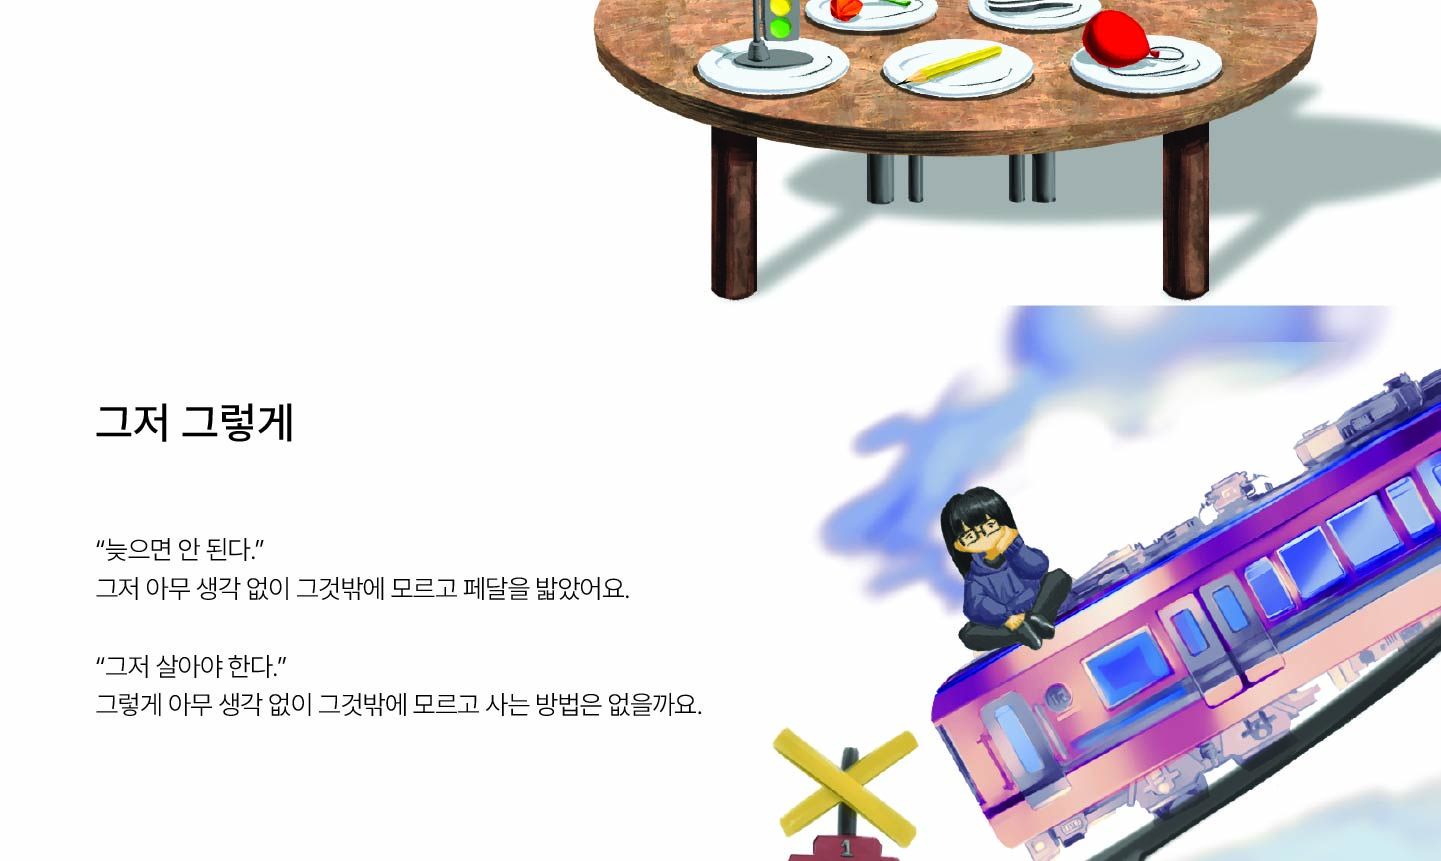 그저 그렇게
“늦으면 안 된다.”
그저 아무 생각 없이 그것밖에 모르고 페달을 밟았어요.
“그저 살아야 한다.”
그렇게 아무 생각 없이 그것밖에 모르고 사는 방법은 없을까요.
1